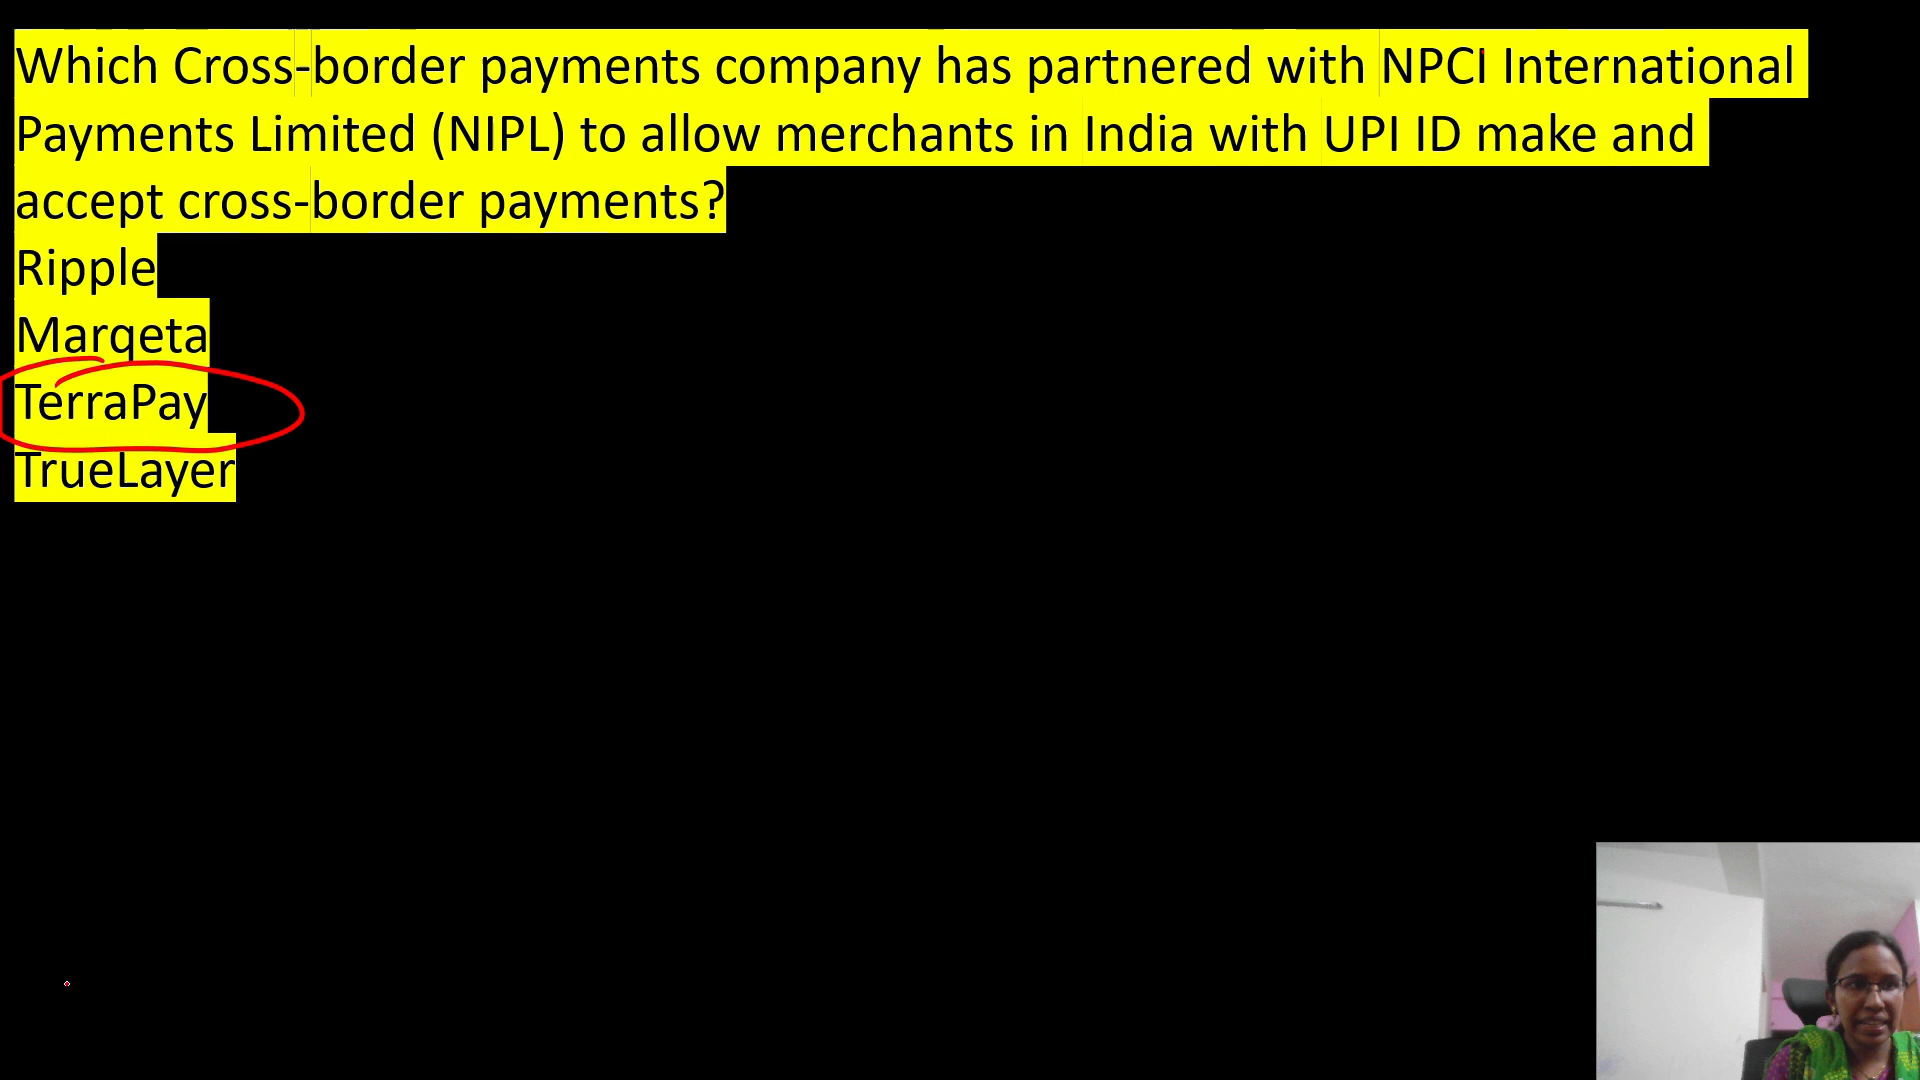 Which Cross-border payments company has partnered with NPCI International
Payments Limited (NIPL) to allow merchants in India with UPI ID make and
accept cross-border payments?
Ripple
Marqeta
TerraPay
TrueLayer